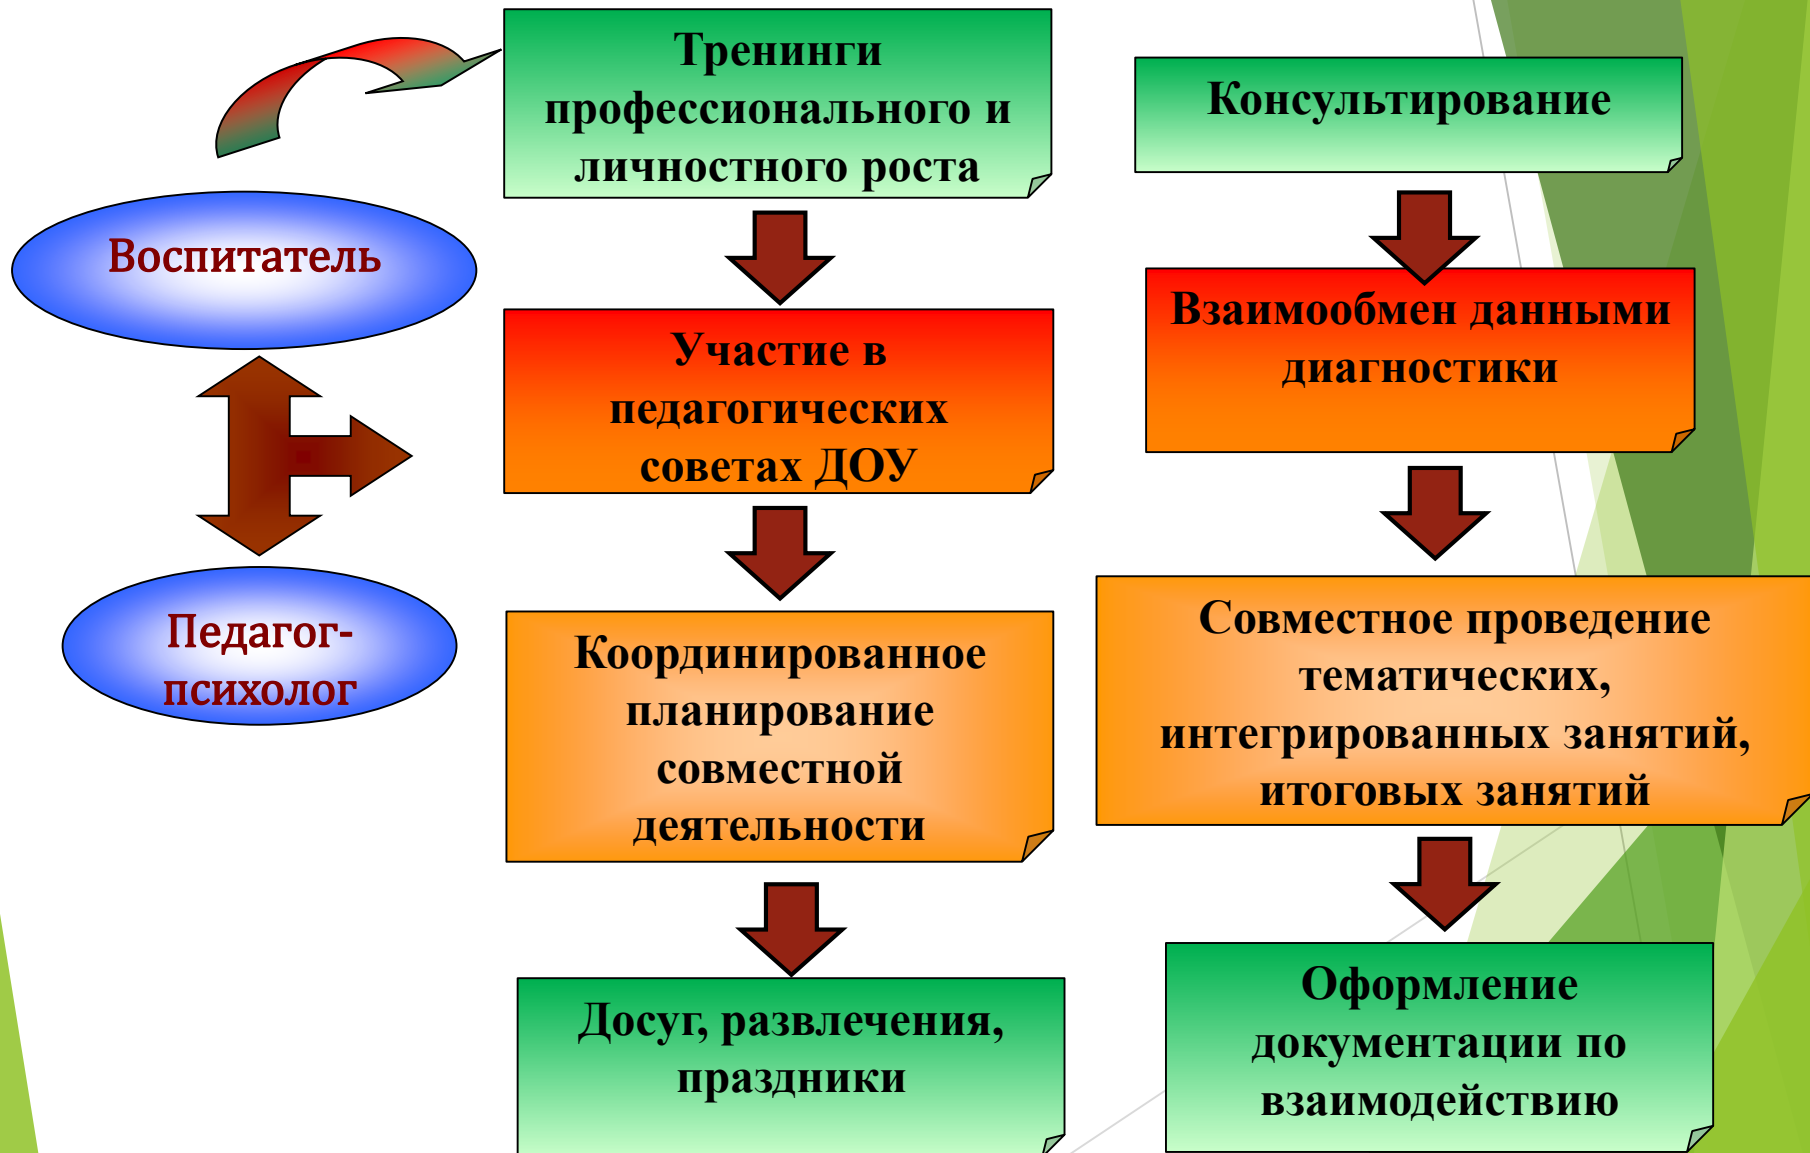 Воспитатель
Педагог-
психолог
Тренинги
профессионального и
личностного роста
Участие в
педагогических
советах ДОУ
Координированное
планирование
совместной
деятельности
Досуг, развлечения,
праздники
Консультирование
Взаимообмен данными
диагностики
Совместное проведение
тематических,
интегрированных занятий,
итоговых занятий
Оформление
документации по
взаимодействию